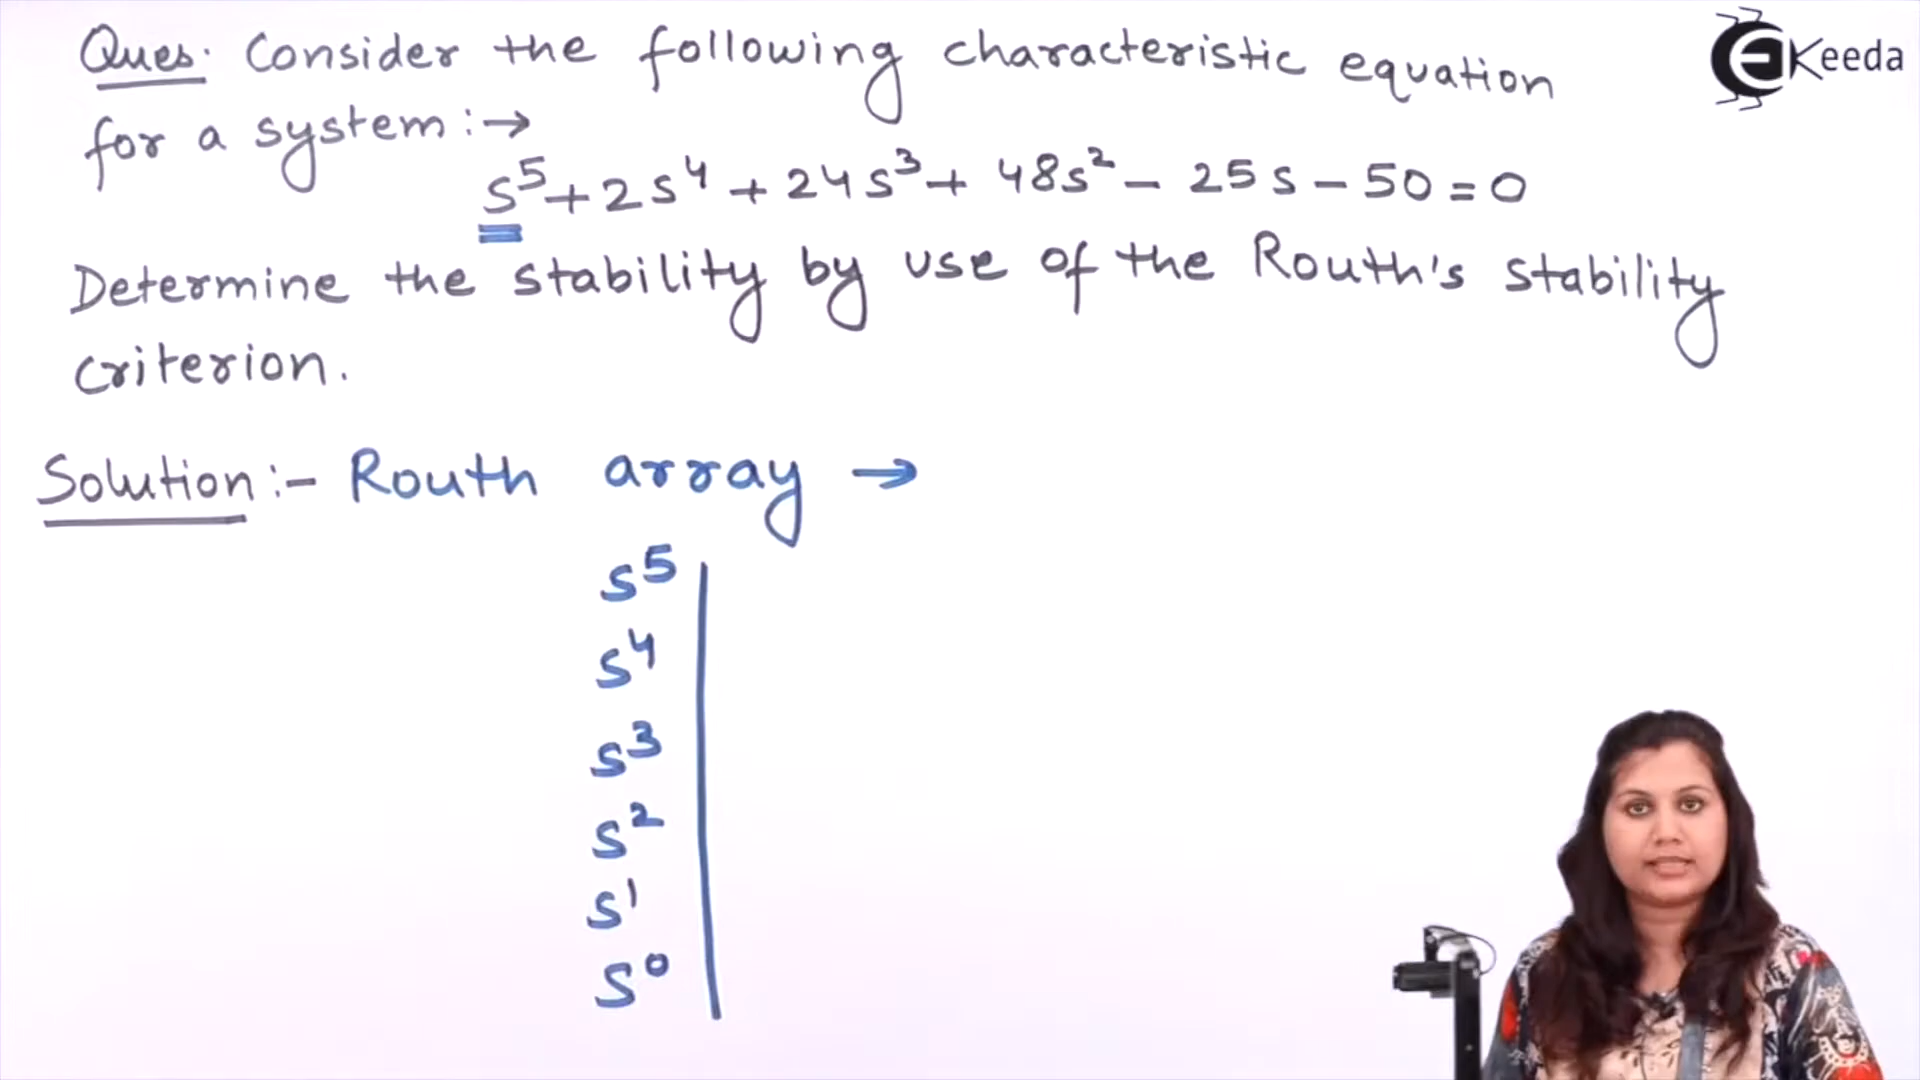 Ques. Consider the following characteristic equation
for a system :→
s⁵ + 2s⁴ + 24s³ + 48s² − 25s − 50 = 0
Determine the stability by use of the Routh's stability
criterion.
Solution :- Routh array →
s⁵
s⁴
s³
s²
s¹
s⁰
eKeeda